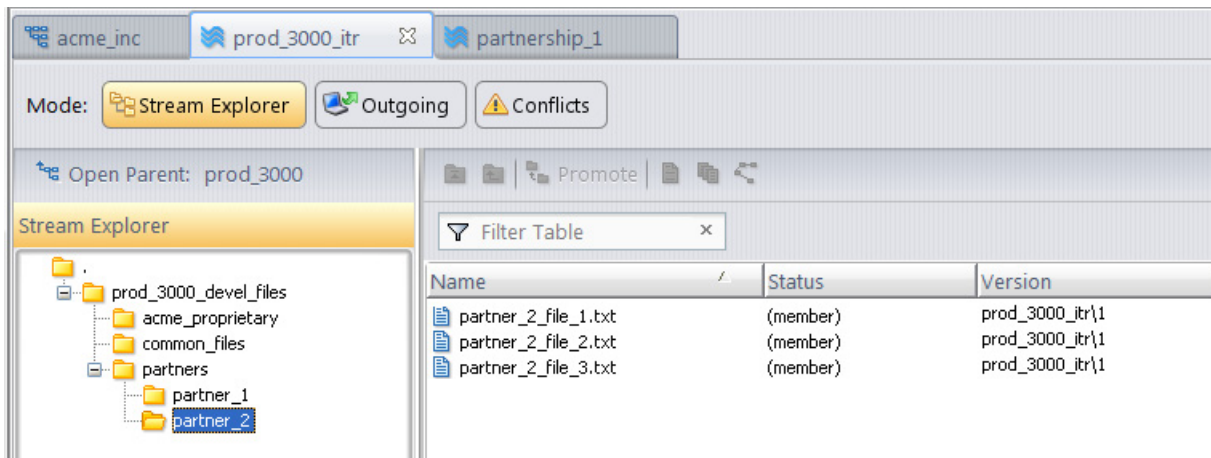 acme_inc prod_3000_itr partnership_1
Mode: Stream Explorer Outgoing Conflicts
Open Parent: prod_3000 Promote
Stream Explorer Filter Table
Name Status Version
.
prod_3000_devel_files
acme_proprietary
common_files
partners
partner_1
partner_2
partner_2_file_1.txt (member) prod_3000_itr\1
partner_2_file_2.txt (member) prod_3000_itr\1
partner_2_file_3.txt (member) prod_3000_itr\1